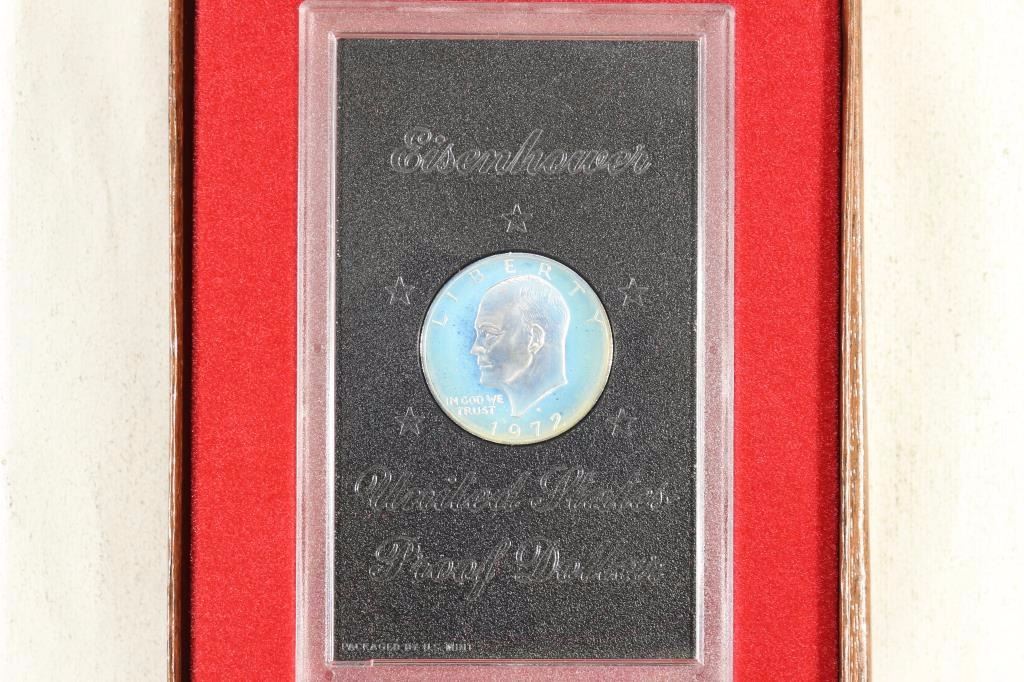 Eisenhower
LIBERTY
IN GOD WE
TRUST
1972
United States
Proof Dollar
PACKAGED BY U.S. MINT